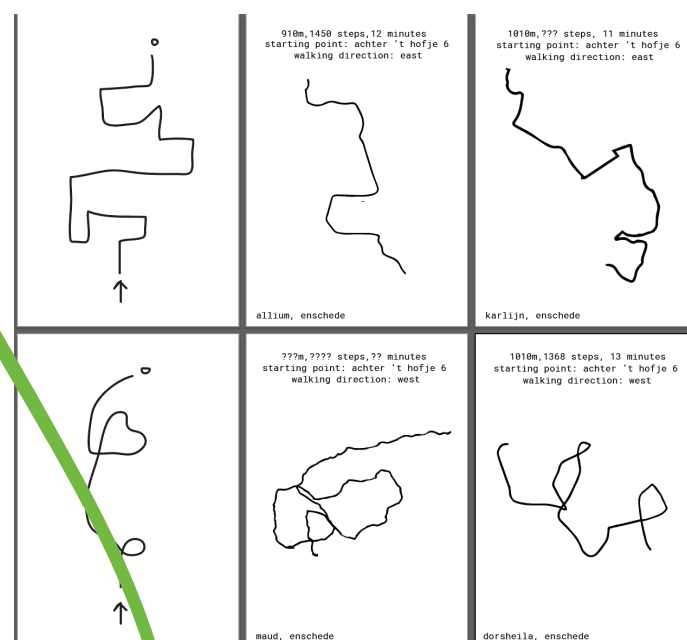 910m,1450 steps,12 minutes
starting point: achter 't hofje 6
walking direction: east
1010m,??? steps, 11 minutes
starting point: achter 't hofje 6
walking direction: east
allium, enschede
karlijn, enschede
???m,???? steps,?? minutes
starting point: achter 't hofje 6
walking direction: west
1010m,1368 steps, 13 minutes
starting point: achter 't hofje 6
walking direction: west
maud, enschede
dorsheila, enschede